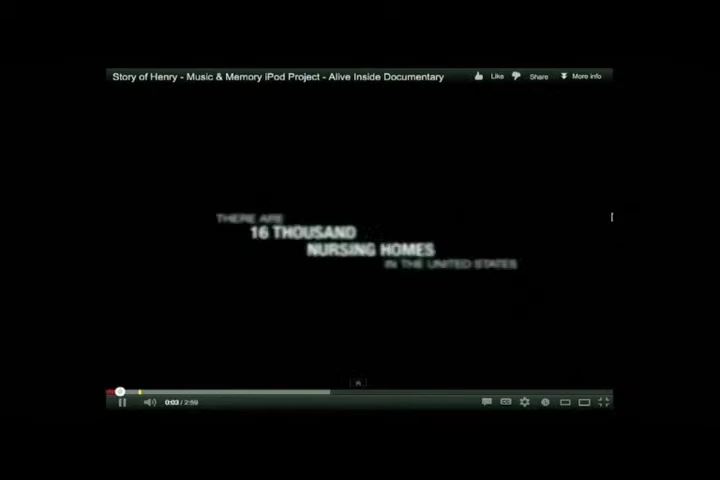 Story of Henry - Music & Memory iPod Project - Alive Inside Documentary
Like
Share
More info
THERE ARE
16 THOUSAND
NURSING HOMES
IN THE UNITED STATES
0:03 / 2:59